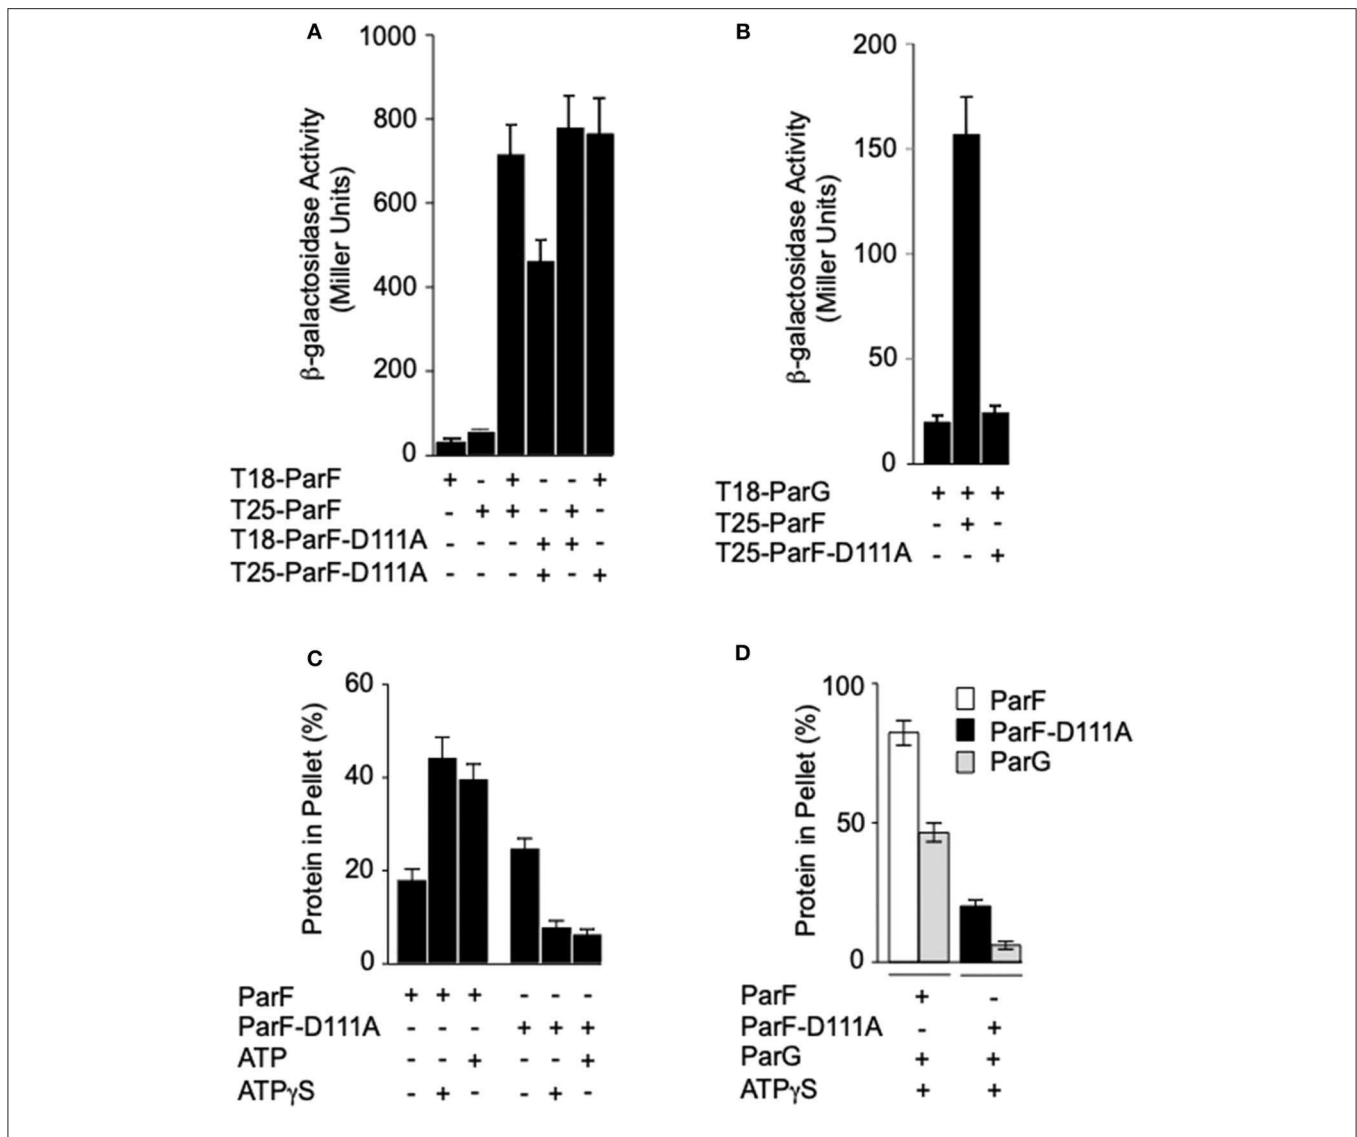 A
1000
800
600
400
200
0
β-galactosidase Activity
(Miller Units)
T18-ParF + - + - - +
T25-ParF - + + - + -
T18-ParF-D111A - - - + + -
T25-ParF-D111A - - - + - +
B
200
150
100
50
0
β-galactosidase Activity
(Miller Units)
T18-ParG + + +
T25-ParF - + -
T25-ParF-D111A - - +
C
60
40
20
0
Protein in Pellet (%)
ParF + + + - - -
ParF-D111A - - - + + +
ATP - - + - - +
ATPγS - + - - + -
D
100
50
0
Protein in Pellet (%)
ParF
ParF-D111A
ParG
ParF + -
ParF-D111A - +
ParG + +
ATPγS + +